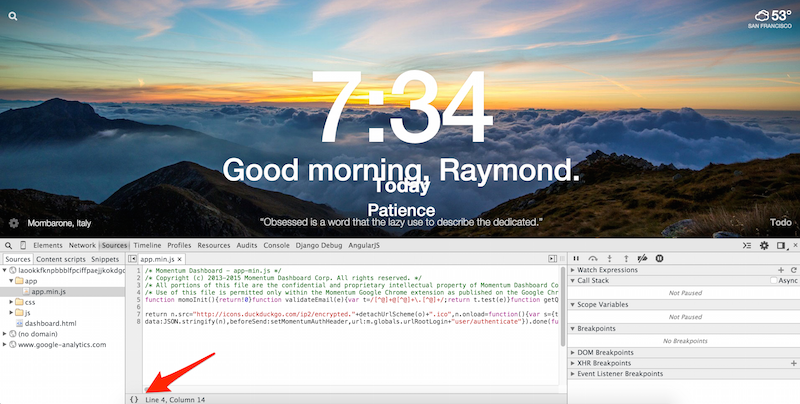 53°
SAN FRANCISCO
7:34
Good morning, Raymond.
Today
Patience
Mombarone, Italy
“Obsessed is a word that the lazy use to describe the dedicated.”
Todo
Elements Network Sources Timeline Profiles Resources Audits Console Django Debug AngularJS
Sources Content scripts Snippets
app.min.js ×
laookkfknpbbblfpciffpaejjkokdgc
app
app.min.js
css
js
dashboard.html
(no domain)
www.google-analytics.com
1 /* Momentum Dashboard - app-min.js */
2 /* Copyright (c) 2013-2015 Momentum Dashboard Corp. All rights reserved. */
3 /* All portions of this file are the confidential and proprietary intellectual property of Momentum Dashboard Co
4 /* Use of this file is permitted only within the Momentum Google Chrome extension as published on the Google Chr
5 function momoInit(){return!0}function validateEmail(e){var t=/[^@]+@[^@]+\.[^@]+/;return t.test(e)}function getQ
6
7 return n.src="http://icons.duckduckgo.com/ip2/encrypted."+detachUrlScheme(o)+".ico",n.onload=function(){var s={t
8 data:JSON.stringify(n),beforeSend:setMomentumAuthHeader,url:m.globals.urlRootLogin+"user/authenticate"}).done(fu
{} Line 4, Column 14
Watch Expressions
Call Stack Async
Not Paused
Scope Variables
Not Paused
Breakpoints
No Breakpoints
DOM Breakpoints
XHR Breakpoints
Event Listener Breakpoints